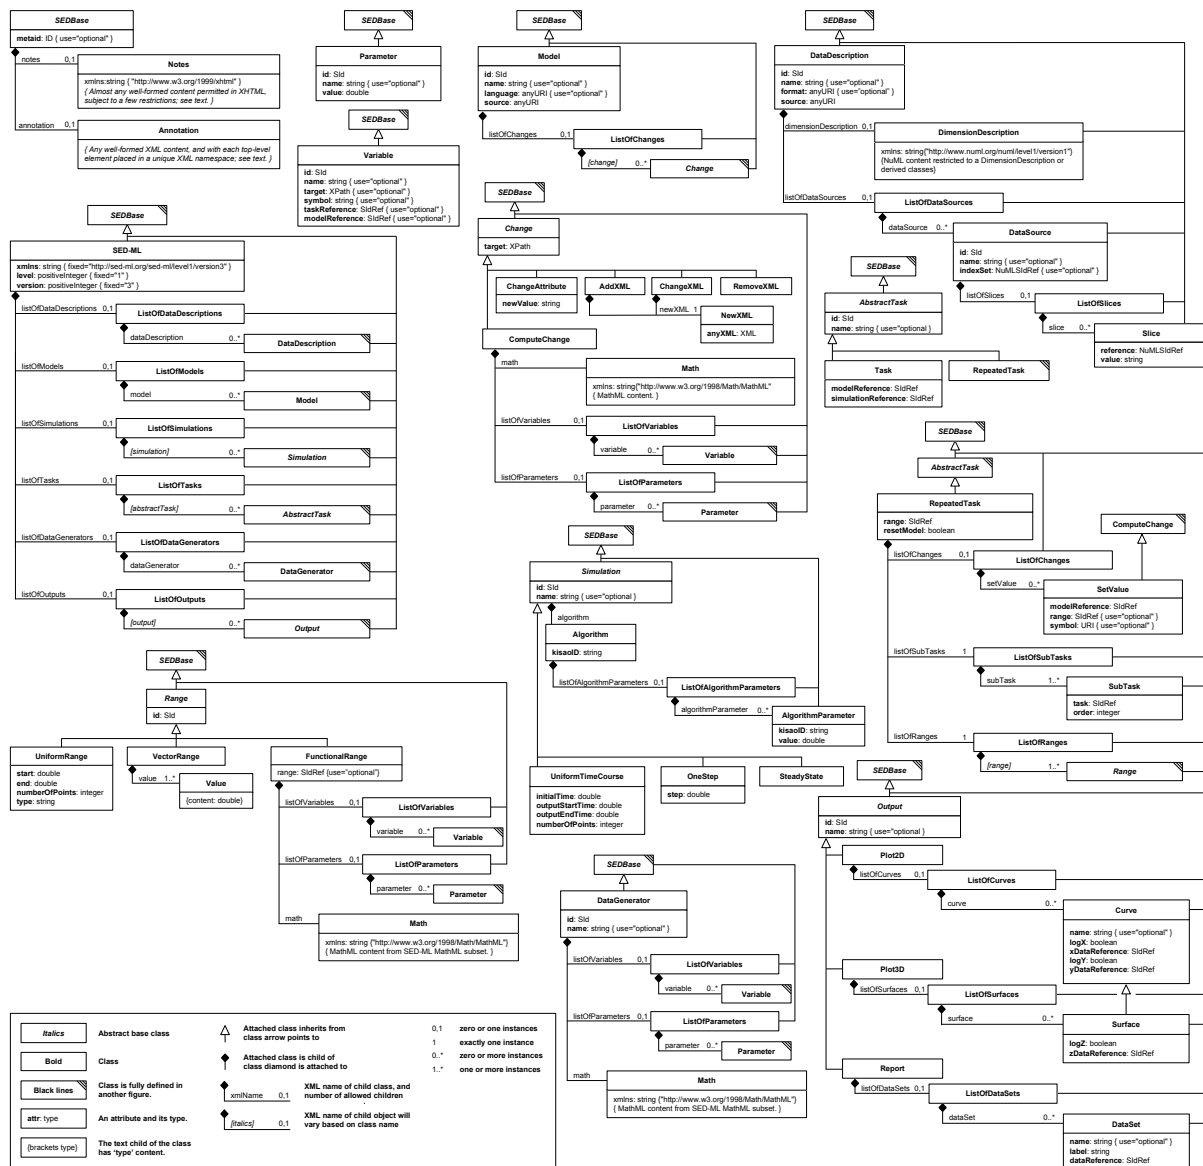 SEDBase
metaid: ID { use="optional" }
notes 0,1
Notes
xmlns:string { "http://www.w3.org/1999/xhtml" }
{ Almost any well-formed content permitted in XHTML,
subject to a few restrictions; see text. }
annotation 0,1
Annotation
{ Any well-formed XML content, and with each top-level
element placed in a unique XML namespace; see text. }
SEDBase
Parameter
id: SId
name: string { use="optional" }
value: double
SEDBase
Variable
id: SId
name: string { use="optional" }
target: XPath { use="optional" }
symbol: string { use="optional" }
taskReference: SIdRef { use="optional" }
modelReference: SIdRef { use="optional" }
SEDBase
Model
id: SId
name: string { use="optional" }
language: anyURI { use="optional" }
source: anyURI
listOfChanges 0,1
ListOfChanges
[change] 0..*
Change
SEDBase
DataDescription
id: SId
name: string { use="optional" }
format: anyURI { use="optional" }
source: anyURI
dimensionDescription 0,1
DimensionDescription
xmlns: string{"http://www.numl.org/numl/level1/version1"}
{NuML content restricted to a DimensionDescription or
derived classes}
listOfDataSources 0,1
ListOfDataSources
dataSource 0..*
DataSource
id: SId
name: string { use="optional" }
indexSet: NuMLSIdRef { use="optional" }
listOfSlices 0,1
ListOfSlices
slice 0..*
Slice
reference: NuMLSIdRef
value: string
SEDBase
SED-ML
xmlns: string { fixed="http://sed-ml.org/sed-ml/level1/version3" }
level: positiveInteger { fixed="1" }
version: positiveInteger { fixed="3" }
listOfDataDescriptions 0,1
ListOfDataDescriptions
dataDescription 0..*
DataDescription
listOfModels 0,1
ListOfModels
model 0..*
Model
listOfSimulations 0,1
ListOfSimulations
[simulation] 0..*
Simulation
listOfTasks 0,1
ListOfTasks
[abstractTask] 0..*
AbstractTask
listOfDataGenerators 0,1
ListOfDataGenerators
dataGenerator 0..*
DataGenerator
listOfOutputs 0,1
ListOfOutputs
[output] 0..*
Output
SEDBase
Change
target: XPath
ChangeAttribute
newValue: string
AddXML
ChangeXML
RemoveXML
newXML 1
NewXML
anyXML: XML
ComputeChange
math
Math
xmlns: string{"http://www.w3.org/1998/Math/MathML"
{ MathML content. }
listOfVariables 0,1
ListOfVariables
variable 0..*
Variable
listOfParameters 0,1
ListOfParameters
parameter 0..*
Parameter
SEDBase
AbstractTask
id: SId
name: string { use="optional }
Task
modelReference: SIdRef
simulationReference: SIdRef
RepeatedTask
SEDBase
AbstractTask
RepeatedTask
range: SIdRef
resetModel: boolean
listOfChanges 0,1
ListOfChanges
ComputeChange
setValue 0..*
SetValue
modelReference: SIdRef
range: SIdRef { use="optional" }
symbol: URI { use="optional" }
listOfSubTasks 1
ListOfSubTasks
subTask 1..*
SubTask
task: SIdRef
order: integer
listOfRanges 1
ListOfRanges
[range] 1..*
Range
SEDBase
Simulation
id: SId
name: string { use="optional }
algorithm
Algorithm
kisaoID: string
listOfAlgorithmParameters 0,1
ListOfAlgorithmParameters
algorithmParameter 0..*
AlgorithmParameter
kisaoID: string
value: double
UniformTimeCourse
initialTime: double
outputStartTime: double
outputEndTime: double
numberOfPoints: integer
OneStep
step: double
SteadyState
SEDBase
Range
id: SId
UniformRange
start: double
end: double
numberOfPoints: integer
type: string
VectorRange
value 1..*
Value
{content: double}
FunctionalRange
range: SIdRef {use="optional"}
listOfVariables 0,1
ListOfVariables
variable 0..*
Variable
listOfParameters 0,1
ListOfParameters
parameter 0..*
Parameter
math
Math
xmlns: string {"http://www.w3.org/1998/Math/MathML"}
{ MathML content from SED-ML MathML subset. }
SEDBase
DataGenerator
id: SId
name: string { use="optional" }
listOfVariables 0,1
ListOfVariables
variable 0..*
Variable
listOfParameters 0,1
ListOfParameters
parameter 0..*
Parameter
math
Math
xmlns: string {"http://www.w3.org/1998/Math/MathML"}
{ MathML content from SED-ML MathML subset. }
SEDBase
Output
id: SId
name: string { use="optional }
Plot2D
listOfCurves 0,1
ListOfCurves
curve 0..*
Curve
name: string { use="optional" }
logX: boolean
xDataReference: SIdRef
logY: boolean
yDataReference: SIdRef
Plot3D
listOfSurfaces 0,1
ListOfSurfaces
surface 0..*
Surface
logZ: boolean
zDataReference: SIdRef
Report
listOfDataSets 0,1
ListOfDataSets
dataSet 0..*
DataSet
name: string { use="optional" }
label: string
dataReference: SIdRef
Italics
Abstract base class
Bold
Class
Black lines
Class is fully defined in
another figure.
attr: type
An attribute and its type.
{brackets type}
The text child of the class
has 'type' content.
Attached class inherits from
class arrow points to
Attached class is child of
class diamond is attached to
xmlName 0,1
XML name of child class, and
number of allowed children
[italics] 0,1
XML name of child object will
vary based on class name
0,1 zero or one instances
1 exactly one instance
0..* zero or more instances
1..* one or more instances